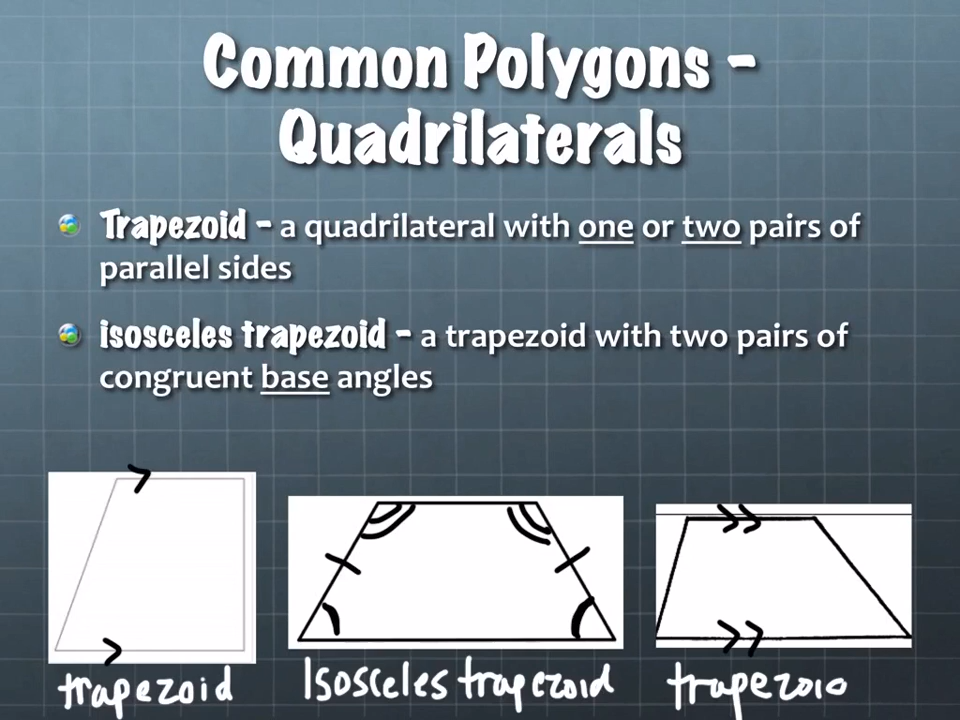 Common Polygons -
Quadrilaterals
Trapezoid - a quadrilateral with one or two pairs of
parallel sides
isosceles trapezoid - a trapezoid with two pairs of
congruent base angles
trapezoid
Isosceles trapezoid
trapezoid